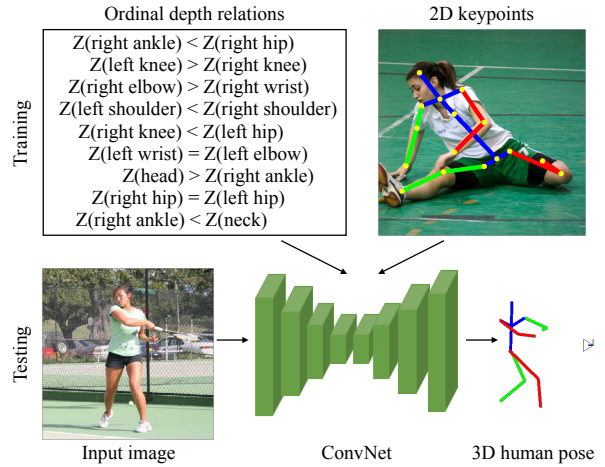 Ordinal depth relations
2D keypoints
Training
Z(right ankle) < Z(right hip)
Z(left knee) > Z(right knee)
Z(right elbow) > Z(right wrist)
Z(left shoulder) < Z(right shoulder)
Z(right knee) < Z(left hip)
Z(left wrist) = Z(left elbow)
Z(head) > Z(right ankle)
Z(right hip) = Z(left hip)
Z(right ankle) < Z(neck)
Testing
Input image
ConvNet
3D human pose